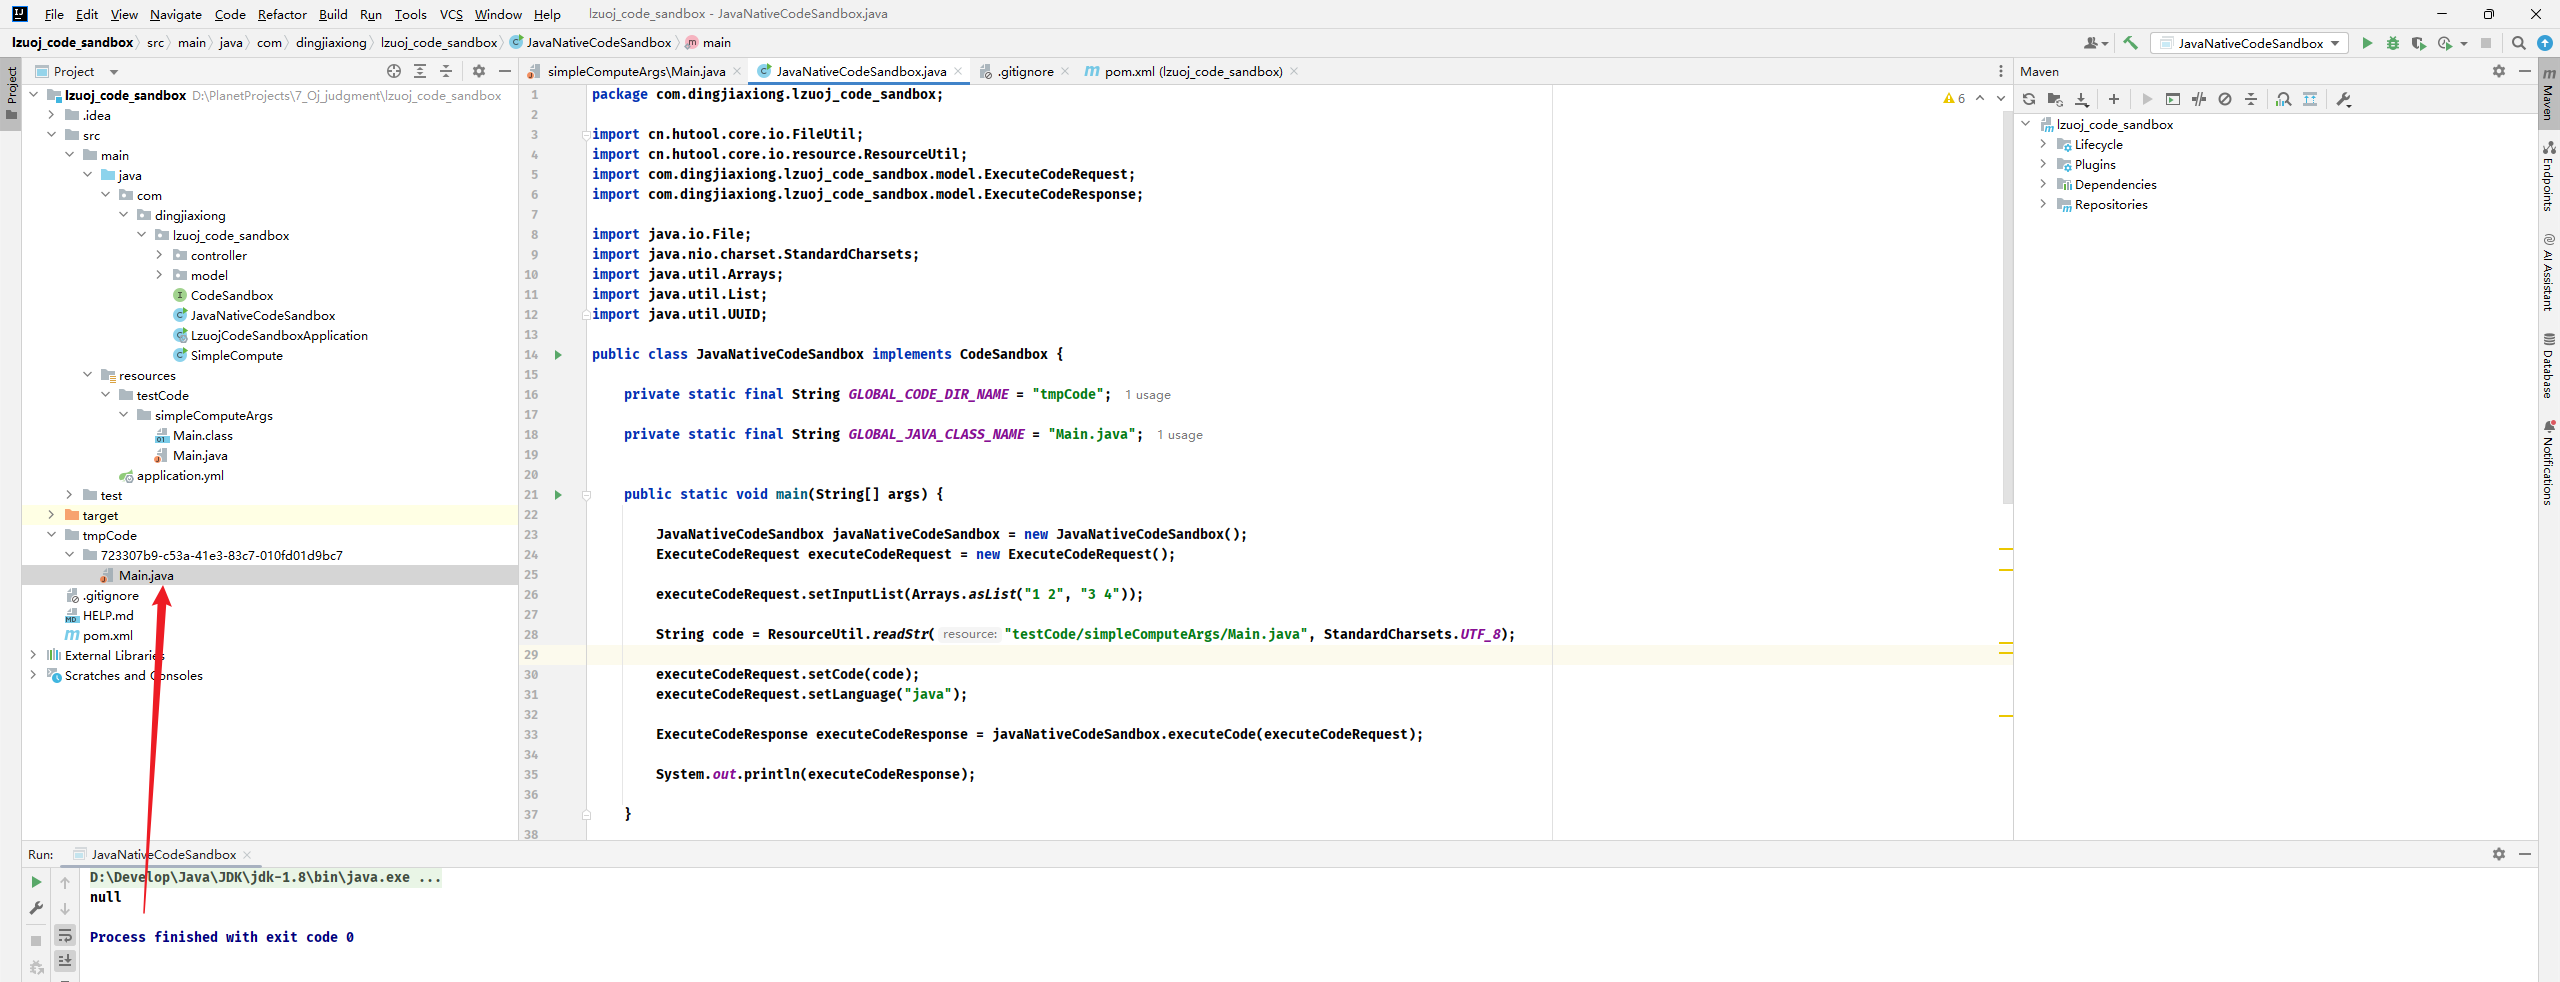 File Edit View Navigate Code Refactor Build Run Tools VCS Window Help lzuoj_code_sandbox - JavaNativeCodeSandbox.java
lzuoj_code_sandbox src main java com dingjiaxiong lzuoj_code_sandbox JavaNativeCodeSandbox main
JavaNativeCodeSandbox
Project
Project
lzuoj_code_sandbox D:\PlanetProjects\7_Oj_judgment\lzuoj_code_sandbox
.idea
src
main
java
com
dingjiaxiong
lzuoj_code_sandbox
controller
model
CodeSandbox
JavaNativeCodeSandbox
LzuojCodeSandboxApplication
SimpleCompute
resources
testCode
simpleComputeArgs
Main.class
Main.java
application.yml
test
target
tmpCode
723307b9-c53a-41e3-83c7-010fd01d9bc7
Main.java
.gitignore
HELP.md
pom.xml
External Libraries
Scratches and Consoles
simpleComputeArgs\Main.java JavaNativeCodeSandbox.java .gitignore pom.xml (lzuoj_code_sandbox)
6
1 package com.dingjiaxiong.lzuoj_code_sandbox;
2
3 import cn.hutool.core.io.FileUtil;
4 import cn.hutool.core.io.resource.ResourceUtil;
5 import com.dingjiaxiong.lzuoj_code_sandbox.model.ExecuteCodeRequest;
6 import com.dingjiaxiong.lzuoj_code_sandbox.model.ExecuteCodeResponse;
7
8 import java.io.File;
9 import java.nio.charset.StandardCharsets;
10 import java.util.Arrays;
11 import java.util.List;
12 import java.util.UUID;
13
14 public class JavaNativeCodeSandbox implements CodeSandbox {
15
16 private static final String GLOBAL_CODE_DIR_NAME = "tmpCode"; 1 usage
17
18 private static final String GLOBAL_JAVA_CLASS_NAME = "Main.java"; 1 usage
19
20
21 public static void main(String[] args) {
22
23 JavaNativeCodeSandbox javaNativeCodeSandbox = new JavaNativeCodeSandbox();
24 ExecuteCodeRequest executeCodeRequest = new ExecuteCodeRequest();
25
26 executeCodeRequest.setInputList(Arrays.asList("1 2", "3 4"));
27
28 String code = ResourceUtil.readStr( resource: "testCode/simpleComputeArgs/Main.java", StandardCharsets.UTF_8);
29
30 executeCodeRequest.setCode(code);
31 executeCodeRequest.setLanguage("java");
32
33 ExecuteCodeResponse executeCodeResponse = javaNativeCodeSandbox.executeCode(executeCodeRequest);
34
35 System.out.println(executeCodeResponse);
36
37 }
38
Maven
lzuoj_code_sandbox
Lifecycle
Plugins
Dependencies
Repositories
Maven
Endpoints
AI Assistant
Database
Notifications
Run: JavaNativeCodeSandbox
D:\Develop\Java\JDK\jdk-1.8\bin\java.exe ...
null
Process finished with exit code 0